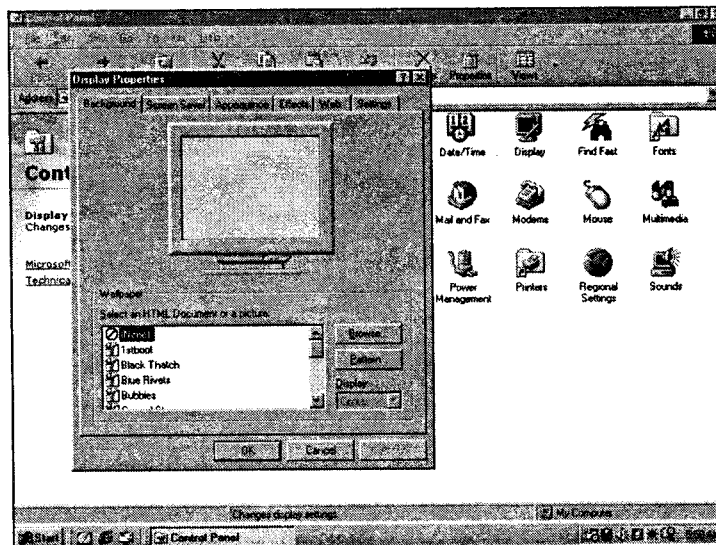 Control Panel
Properties
Views
Address
Display Properties
Background Screen Saver Appearance Effects Web Settings
Date/Time
Display
Find Fast
Fonts
Cont
Mail and Fax
Modems
Mouse
Multimedia
Display
Changes
Microsoft
Technica
Power
Management
Printers
Regional
Settings
Sounds
Wallpaper
Select an HTML Document or a picture:
[None]
1stboot
Black Thatch
Blue Rivets
Bubbles
Browse...
Pattern...
Display:
Center
OK
Cancel
Changes display settings.
My Computer
Start
Control Panel